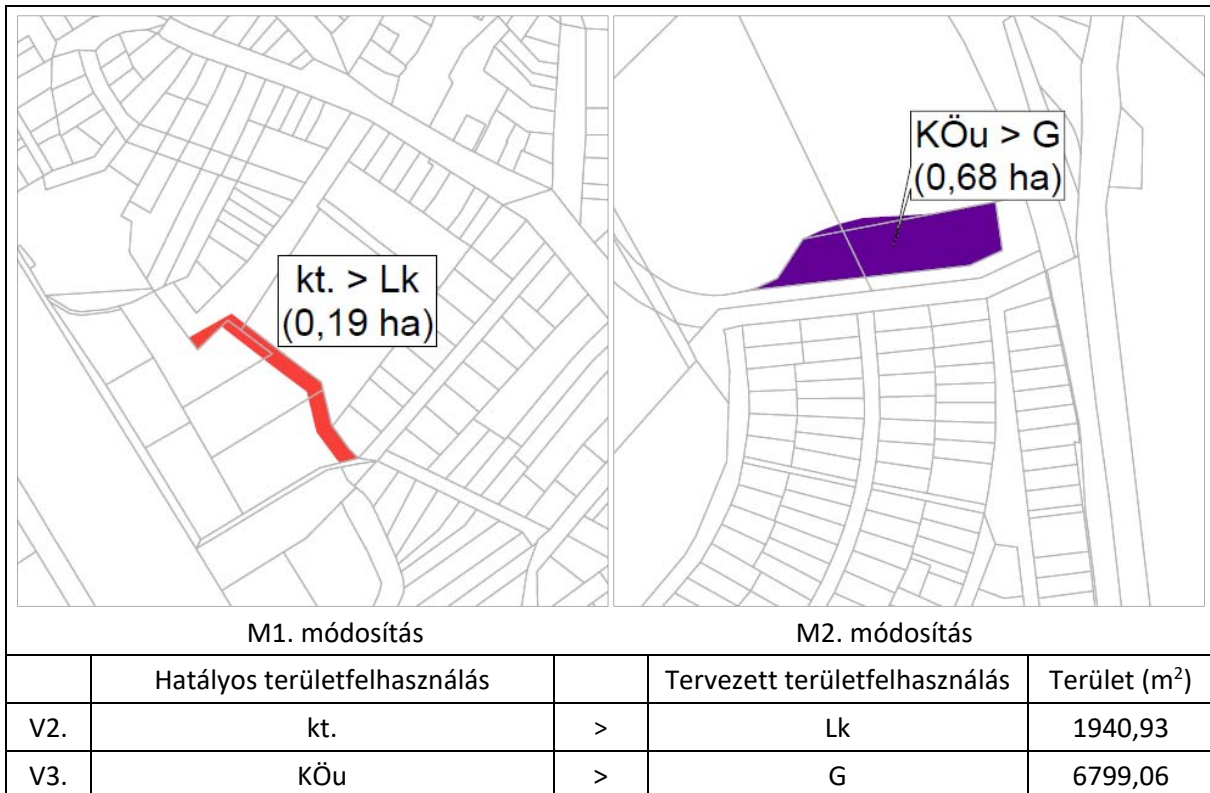 kt. > Lk
(0,19 ha)
KÖu > G
(0,68 ha)
M1. módosítás
M2. módosítás
Hatályos területfelhasználás Tervezett területfelhasználás Terület (m²)
V2. kt. > Lk 1940,93
V3. KÖu > G 6799,06